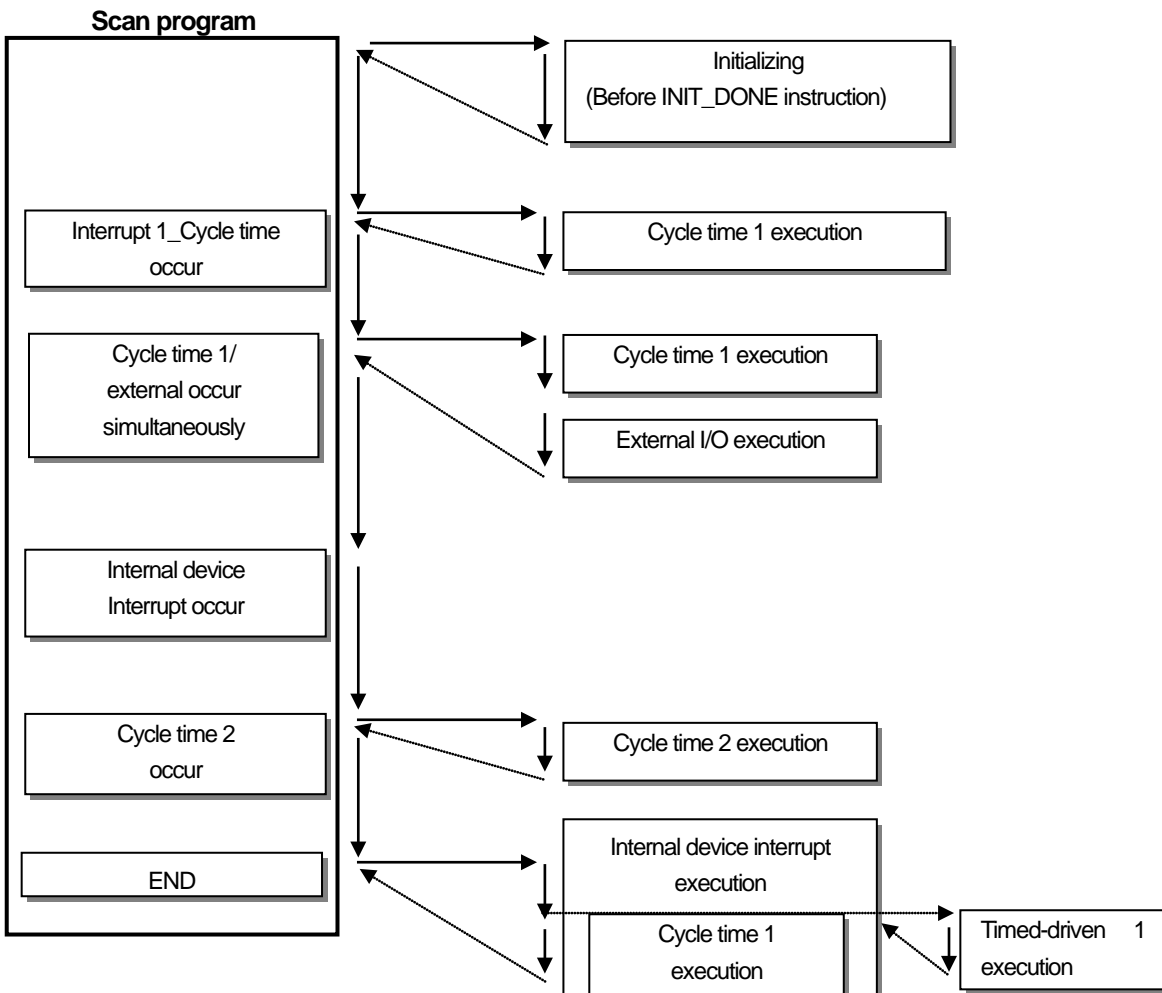 Scan program
Initializing
(Before INIT_DONE instruction)
Interrupt 1_Cycle time
occur
Cycle time 1 execution
Cycle time 1/
external occur
simultaneously
Cycle time 1 execution
External I/O execution
Internal device
Interrupt occur
Cycle time 2
occur
Cycle time 2 execution
END
Internal device interrupt
execution
Cycle time 1
execution
Timed-driven 1
execution